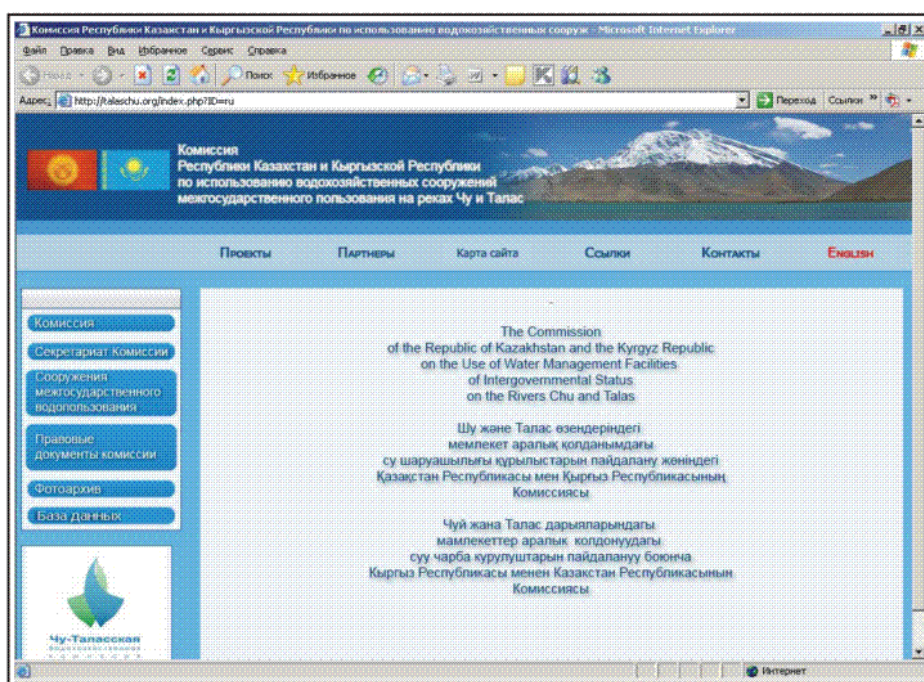 Комиссия Республики Казахстан и Кыргызской Республики по использованию водохозяйственных сооруж - Microsoft Internet Explorer
Файл Правка Вид Избранное Сервис Справка
Назад Поиск Избранное
Адрес: http://talaschu.org/index.php?ID=ru Переход Ссылки »
Комиссия
Республики Казахстан и Кыргызской Республики
по использованию водохозяйственных сооружений
межгосударственного пользования на реках Чу и Талас
Проекты Партнеры Карта сайта Ссылки Контакты English
Комиссия
Секретариат Комиссии
Сооружения
межгосударственного
водопользования
Правовые
документы комиссии
Фотоархив
База данных
Чу-Таласская
водохозяйственная
комиссия
-
The Commission
of the Republic of Kazakhstan and the Kyrgyz Republic
on the Use of Water Management Facilities
of Intergovernmental Status
on the Rivers Chu and Talas
Шу және Талас өзендеріндегі
мемлекет аралық қолданымдағы
су шаруашылығы құрылыстарын пайдалану жөніндегі
Қазақстан Республикасы мен Қырғыз Республикасының
Комиссиясы
Чуй жана Талас дарыяларындагы
мамлекеттер аралык колдонуудагы
суу чарба курулуштарын пайдалануу боюнча
Кыргыз Республикасы менен Казакстан Республикасынын
Комиссиясы
Интернет